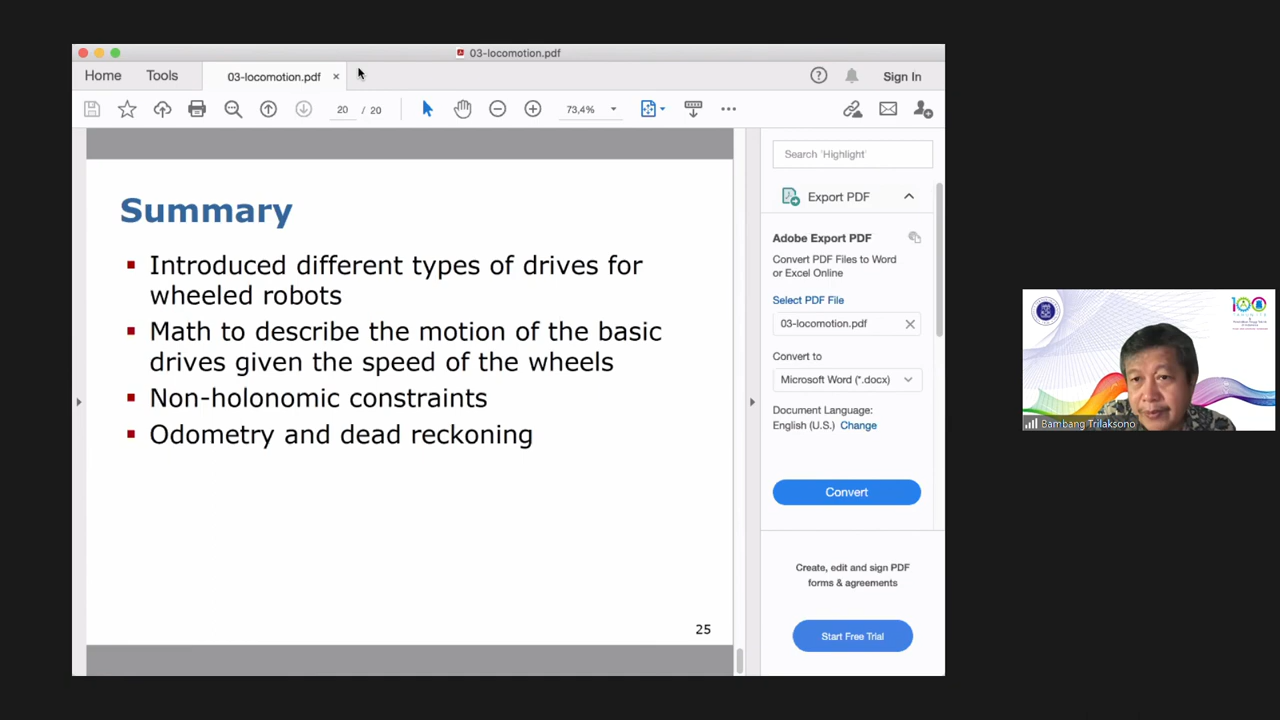 03-locomotion.pdf
Home
Tools
03-locomotion.pdf
Sign In
20 / 20
73,4%
Summary
Introduced different types of drives for
wheeled robots
Math to describe the motion of the basic
drives given the speed of the wheels
Non-holonomic constraints
Odometry and dead reckoning
25
Search 'Highlight'
Export PDF
Adobe Export PDF
Convert PDF Files to Word
or Excel Online
Select PDF File
03-locomotion.pdf
Convert to
Microsoft Word (*.docx)
Document Language:
English (U.S.) Change
Convert
Create, edit and sign PDF
forms & agreements
Start Free Trial
100
Bambang Trilaksono